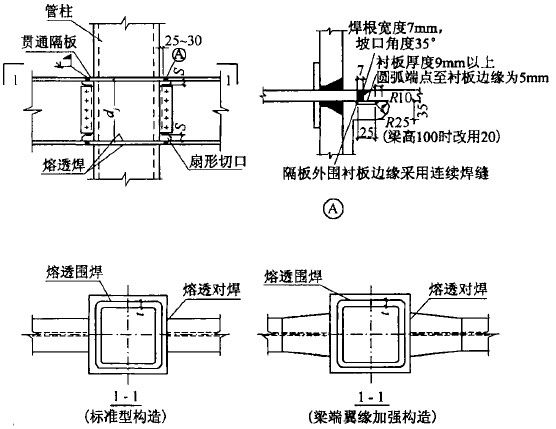 管柱
贯通隔板
25~30
A
S
1
1
d_j
S
熔透焊
扇形切口
焊根宽度7mm,
坡口角度35°
衬板厚度9mm以上
圆弧端点至衬板边缘为5mm
7
R10
35
R25
25
(梁高100时改用20)
隔板外围衬板边缘采用连续焊缝
A
熔透围焊
熔透对焊
t
1-1
(标准型构造)
熔透围焊
熔透对焊
t
1-1
(梁端翼缘加强构造)